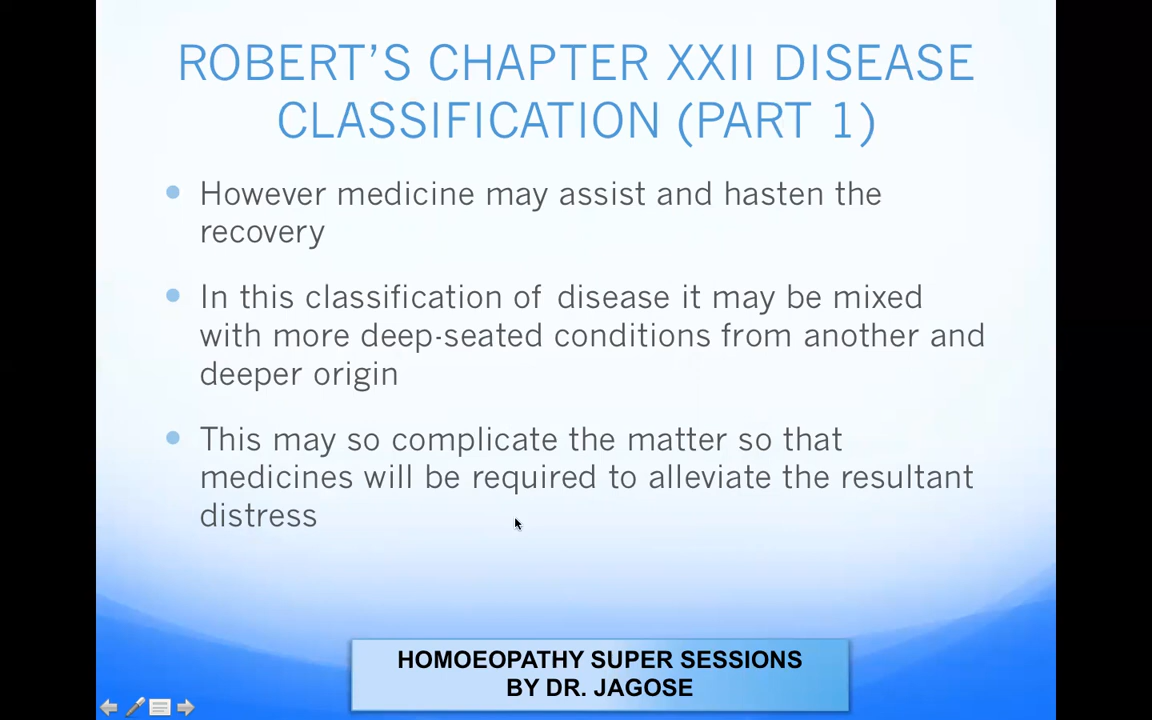 ROBERT’S CHAPTER XXII DISEASE
CLASSIFICATION (PART 1)
However medicine may assist and hasten the
recovery
In this classification of disease it may be mixed
with more deep-seated conditions from another and
deeper origin
This may so complicate the matter so that
medicines will be required to alleviate the resultant
distress
HOMOEOPATHY SUPER SESSIONS
BY DR. JAGOSE